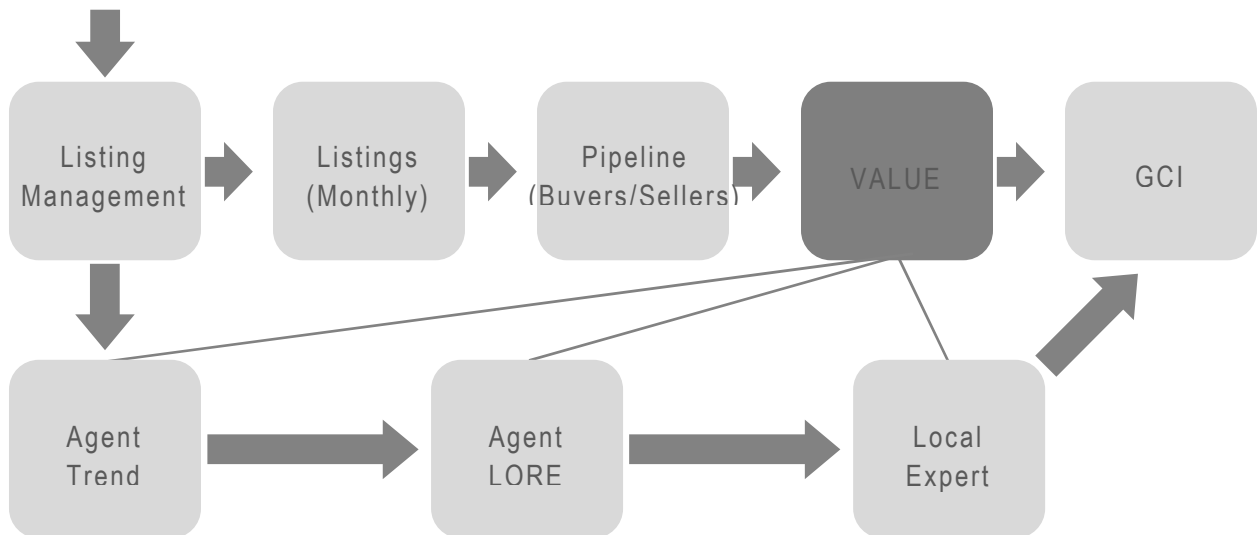 Listing
Management
Listings
(Monthly)
Pipeline
(Buyers/Sellers)
VALUE
GCI
Agent
Trend
Agent
LORE
Local
Expert